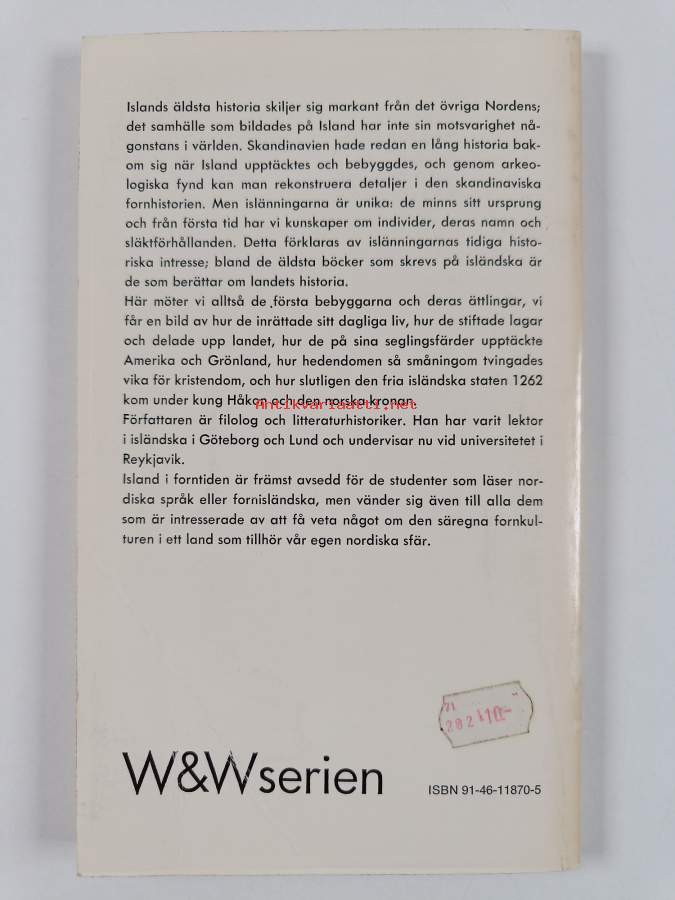 Islands äldsta historia skiljer sig markant från det övriga Nordens;
det samhälle som bildades på Island har inte sin motsvarighet nå-
gonstans i världen. Skandinavien hade redan en lång historia bak-
om sig när Island upptäcktes och bebyggdes, och genom arkeo-
logiska fynd kan man rekonstruera detaljer i den skandinaviska
fornhistorien. Men islänningarna är unika: de minns sitt ursprung
och från första tid har vi kunskaper om individer, deras namn och
släktförhållanden. Detta förklaras av islänningarnas tidiga histo-
riska intresse; bland de äldsta böcker som skrevs på isländska är
de som berättar om landets historia.
Här möter vi alltså de första bebyggarna och deras ättlingar, vi
får en bild av hur de inrättade sitt dagliga liv, hur de stiftade lagar
och delade upp landet, hur de på sina seglingsfärder upptäckte
Amerika och Grönland, hur hedendomen så småningom tvingades
vika för kristendom, och hur slutligen den fria isländska staten 1262
kom under kung Håkon och den norska kronan.
Antikvariaatti.net
Författaren är filolog och litteraturhistoriker. Han har varit lektor
i isländska i Göteborg och Lund och undervisar nu vid universitetet i
Reykjavik.
Island i forntiden är främst avsedd för de studenter som läser nor-
diska språk eller fornisländska, men vänder sig även till alla dem
som är intresserade av att få veta något om den säregna fornkul-
turen i ett land som tillhör vår egen nordiska sfär.
21
202
W&Wserien
ISBN 91-46-11870-5